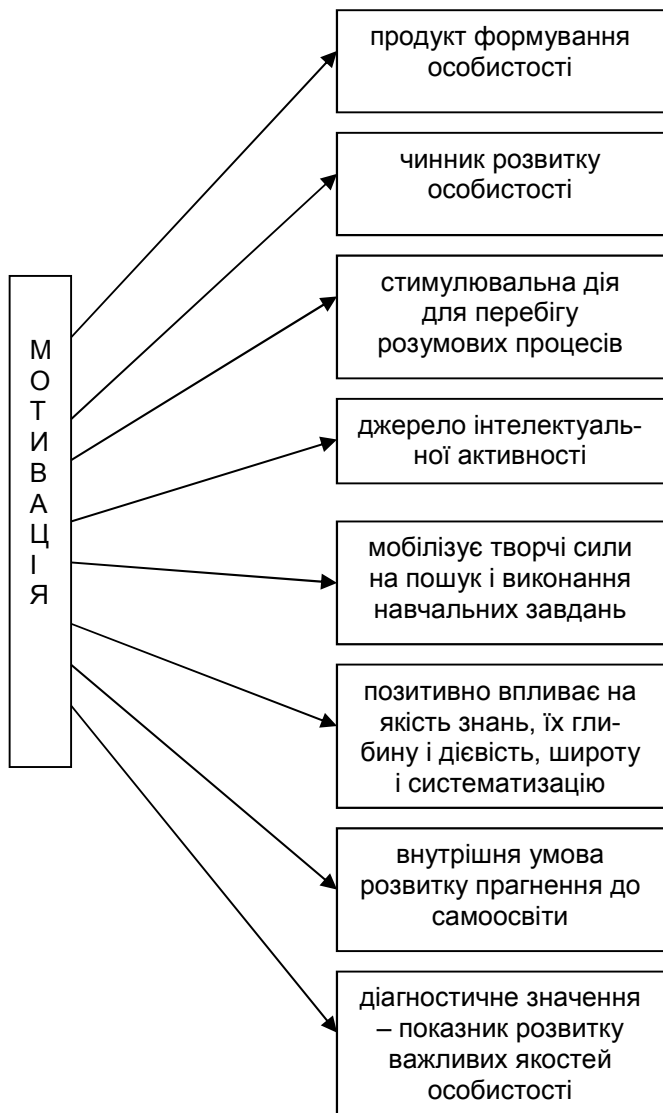 МОТИВАЦІЯ
продукт формування
особистості
чинник розвитку
особистості
стимулювальна дія
для перебігу
розумових процесів
джерело інтелектуаль-
ної активності
мобілізує творчі сили
на пошук і виконання
навчальних завдань
позитивно впливає на
якість знань, їх гли-
бину і дієвість, широту
і систематизацію
внутрішня умова
розвитку прагнення до
самоосвіти
діагностичне значення
– показник розвитку
важливих якостей
особистості